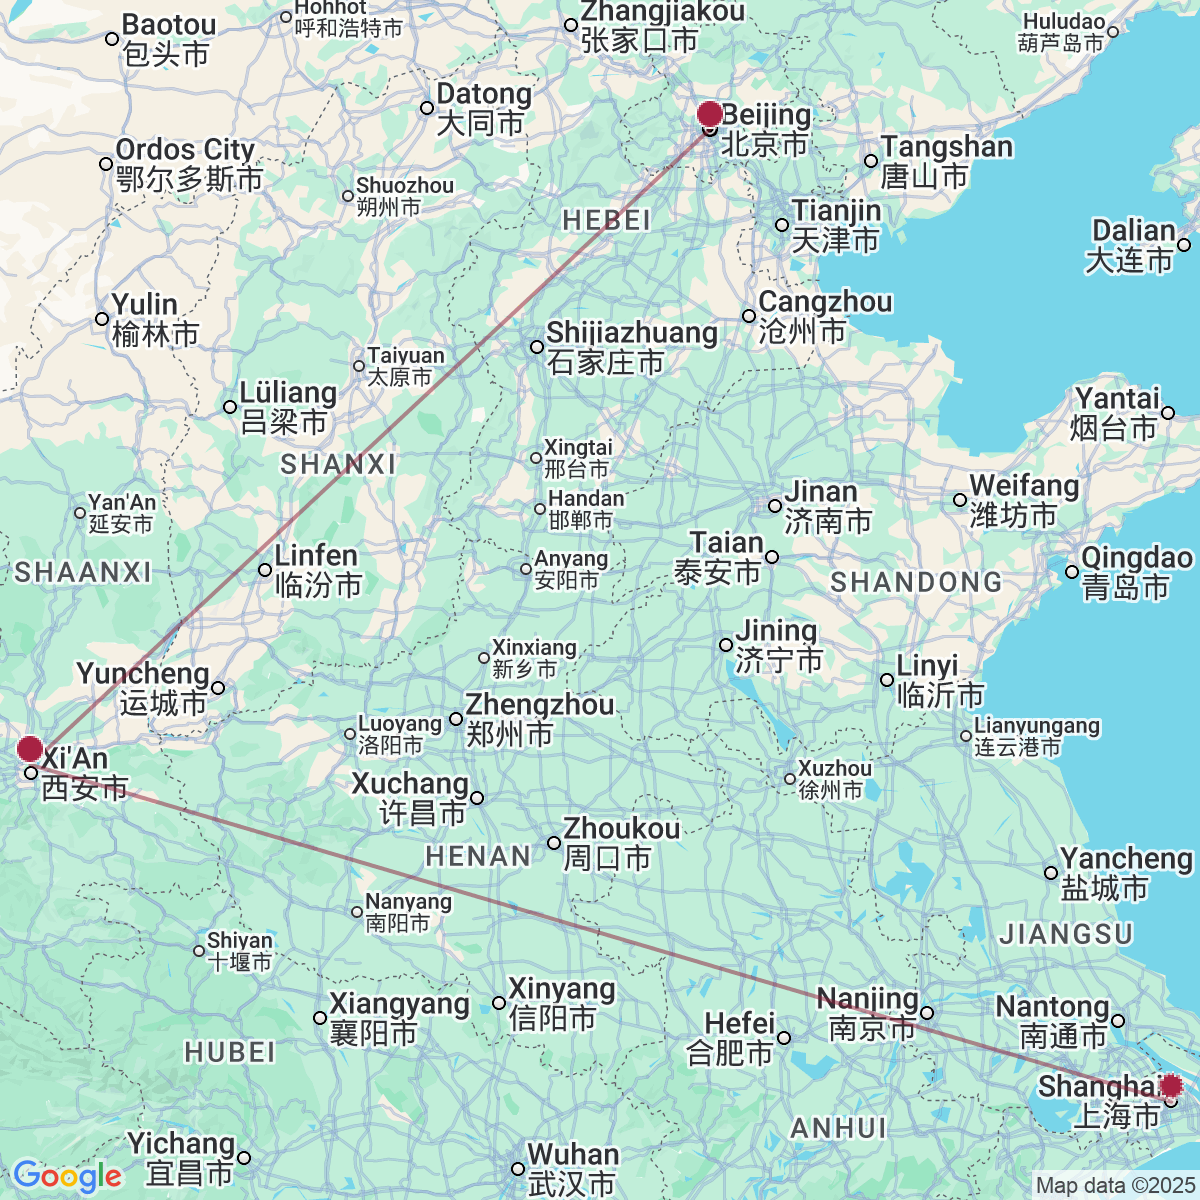 Hohhot
呼和浩特市
Zhangjiakou
张家口市
Huludao
葫芦岛市
Baotou
包头市
Datong
大同市
Beijing
北京市
Ordos City
鄂尔多斯市
Tangshan
唐山市
Shuozhou
朔州市
HEBEI
Tianjin
天津市
Dalian
大连市
Yulin
榆林市
Cangzhou
沧州市
Shijiazhuang
石家庄市
Taiyuan
太原市
Lüliang
吕梁市
Yantai
烟台市
SHANXI
Xingtai
邢台市
Yan'An
延安市
Handan
邯郸市
Jinan
济南市
Weifang
潍坊市
SHAANXI
Linfen
临汾市
Anyang
安阳市
Taian
泰安市
SHANDONG
Qingdao
青岛市
Xinxiang
新乡市
Jining
济宁市
Yuncheng
运城市
Linyi
临沂市
Luoyang
洛阳市
Zhengzhou
郑州市
Lianyungang
连云港市
Xi'An
西安市
Xuchang
许昌市
Xuzhou
徐州市
HENAN
Zhoukou
周口市
Yancheng
盐城市
Nanyang
南阳市
Shiyan
十堰市
JIANGSU
Xiangyang
襄阳市
Xinyang
信阳市
Nanjing
南京市
Nantong
南通市
HUBEI
Hefei
合肥市
Shanghai
上海市
Yichang
宜昌市
ANHUI
Wuhan
武汉市
Google
Map data ©2025